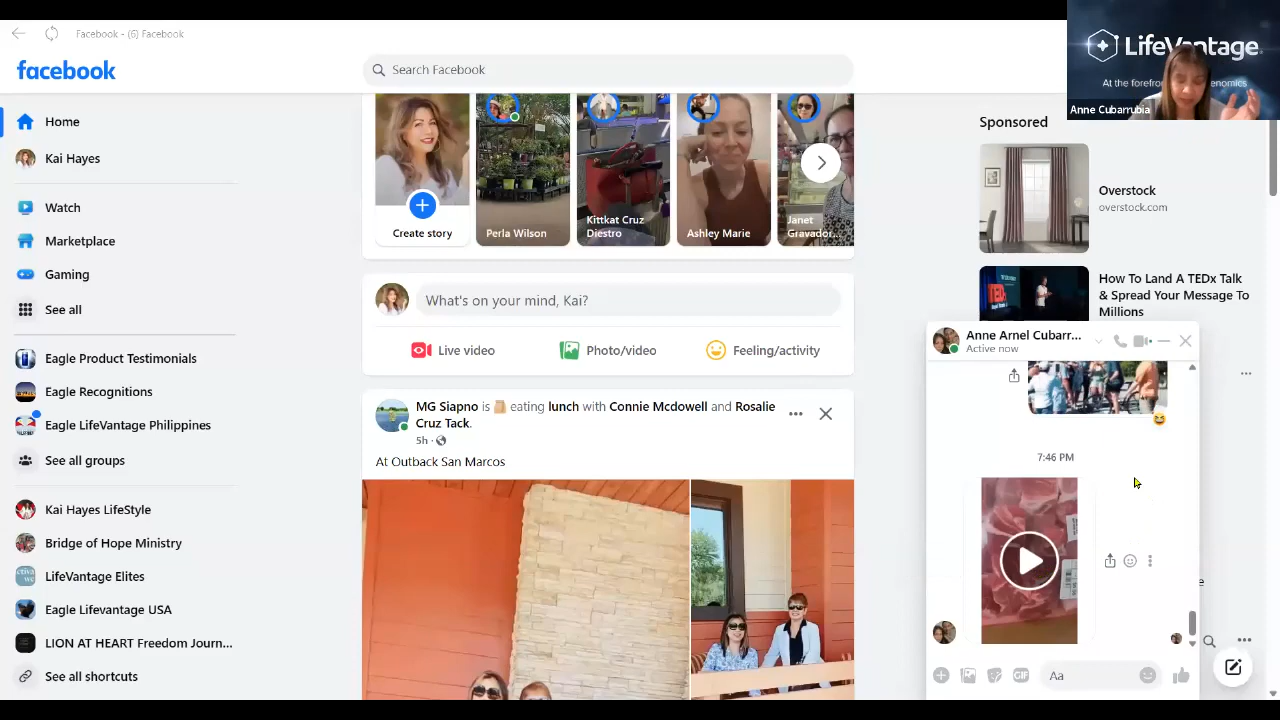 Facebook - (6) Facebook
facebook
Search Facebook
LifeVantage
At the forefr
Anne Cubarrubia
Home
Kai Hayes
Watch
Marketplace
Gaming
See all
Eagle Product Testimonials
Eagle Recognitions
Eagle LifeVantage Philippines
See all groups
Kai Hayes LifeStyle
Bridge of Hope Ministry
LifeVantage Elites
Eagle Lifevantage USA
LION AT HEART Freedom Journ...
See all shortcuts
Create story
Perla Wilson
Kittkat Cruz
Diestro
Ashley Marie
Janet
Gravador...
What's on your mind, Kai?
Live video
Photo/video
Feeling/activity
MG Siapno is eating lunch with Connie Mcdowell and Rosalie
Cruz Tack.
5h ·
At Outback San Marcos
Sponsored
Overstock
overstock.com
How To Land A TEDx Talk
& Spread Your Message To
Millions
Anne Arnel Cubarr...
Active now
7:46 PM
GIF
Aa